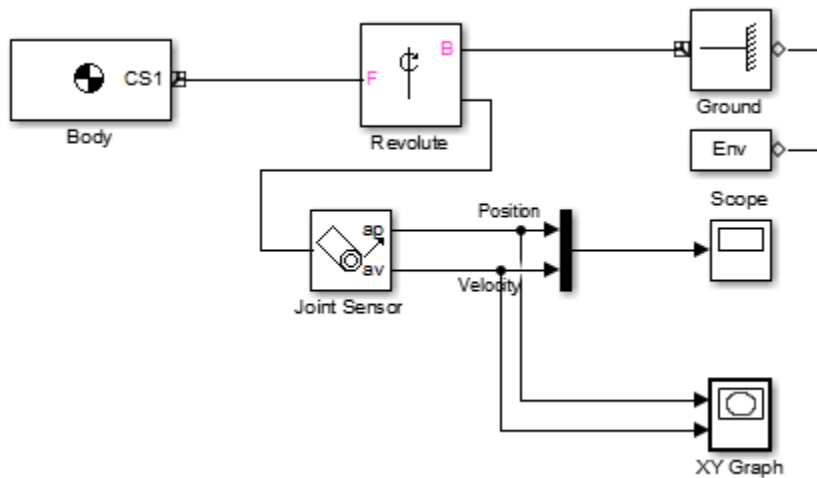 CS1
Body
F
B
Revolute
Ground
Env
Scope
ap
av
Position
Velocity
Joint Sensor
XY Graph